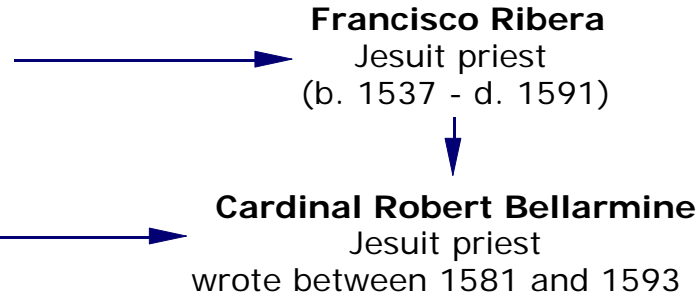 Francisco Ribera
Jesuit priest
(b. 1537 - d. 1591)
Cardinal Robert Bellarmine
Jesuit priest
wrote between 1581 and 1593